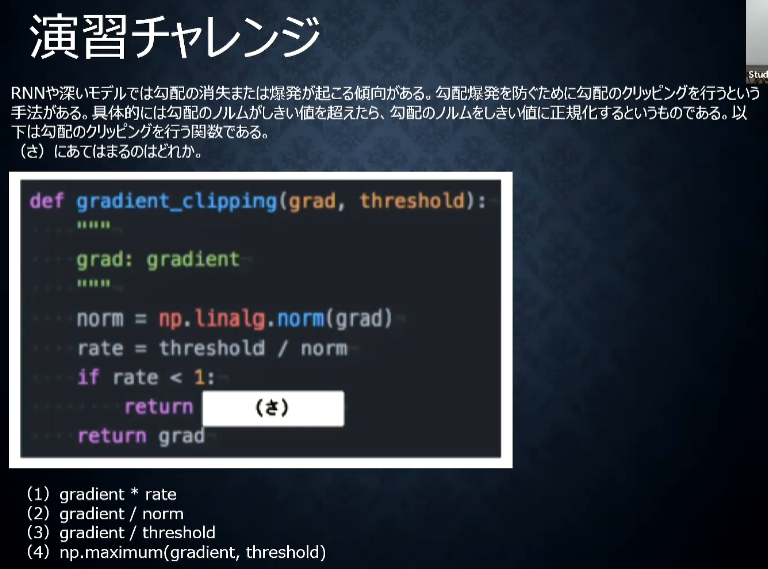 演習チャレンジ
Stud
RNNや深いモデルでは勾配の消失または爆発が起こる傾向がある。勾配爆発を防ぐために勾配のクリッピングを行うという
手法がある。具体的には勾配のノルムがしきい値を超えたら、勾配のノルムをしきい値に正規化するというものである。以
下は勾配のクリッピングを行う関数である。
（さ）にあてはまるのはどれか。
def gradient_clipping(grad, threshold):
"""
grad: gradient
"""
norm = np.linalg.norm(grad)
rate = threshold / norm
if rate < 1:
return （さ）
return grad
（1）gradient * rate
（2）gradient / norm
（3）gradient / threshold
（4）np.maximum(gradient, threshold)